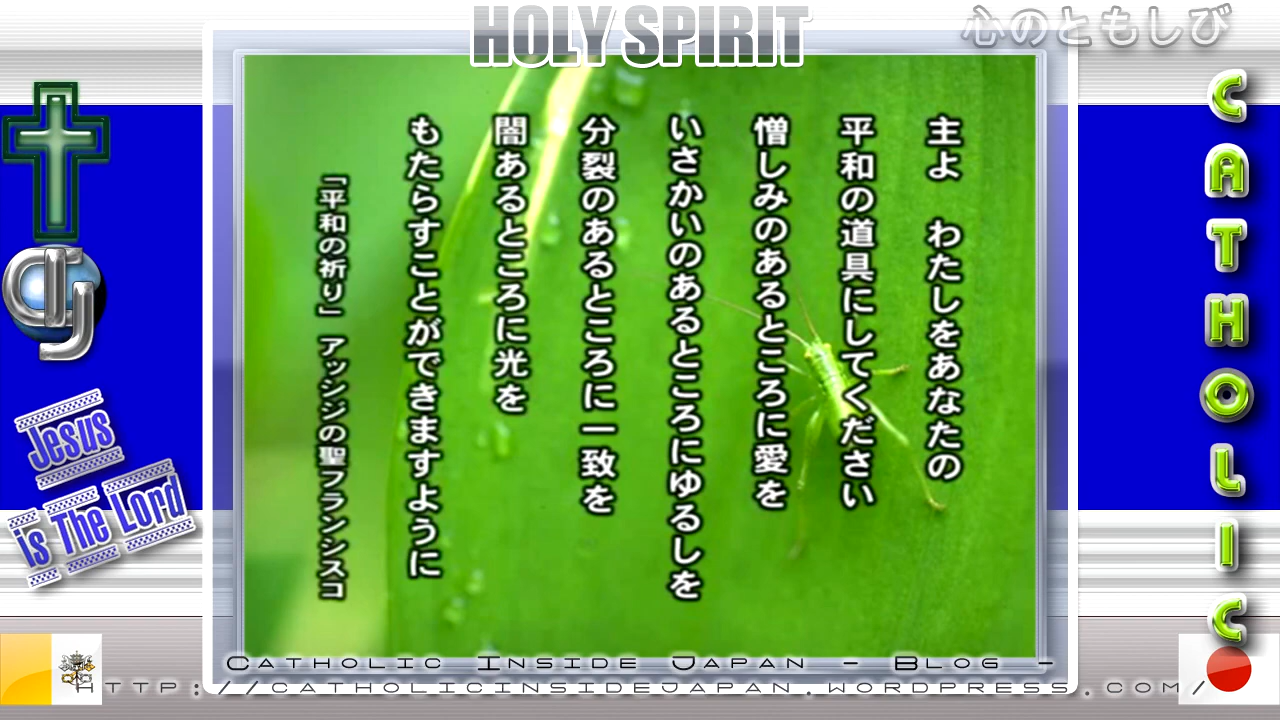 HOLY SPIRIT
心のともしび
主よ　わたしをあなたの
平和の道具にしてください
憎しみのあるところに愛を
いさかいのあるところにゆるしを
分裂のあるところに一致を
闇あるところに光を
もたらすことができますように
「平和の祈り」　アッシジの聖フランシスコ
Jesus
is The Lord
CATHOLIC
Catholic Inside Japan - Blog -
http://catholicinsidejapan.wordpress.com/